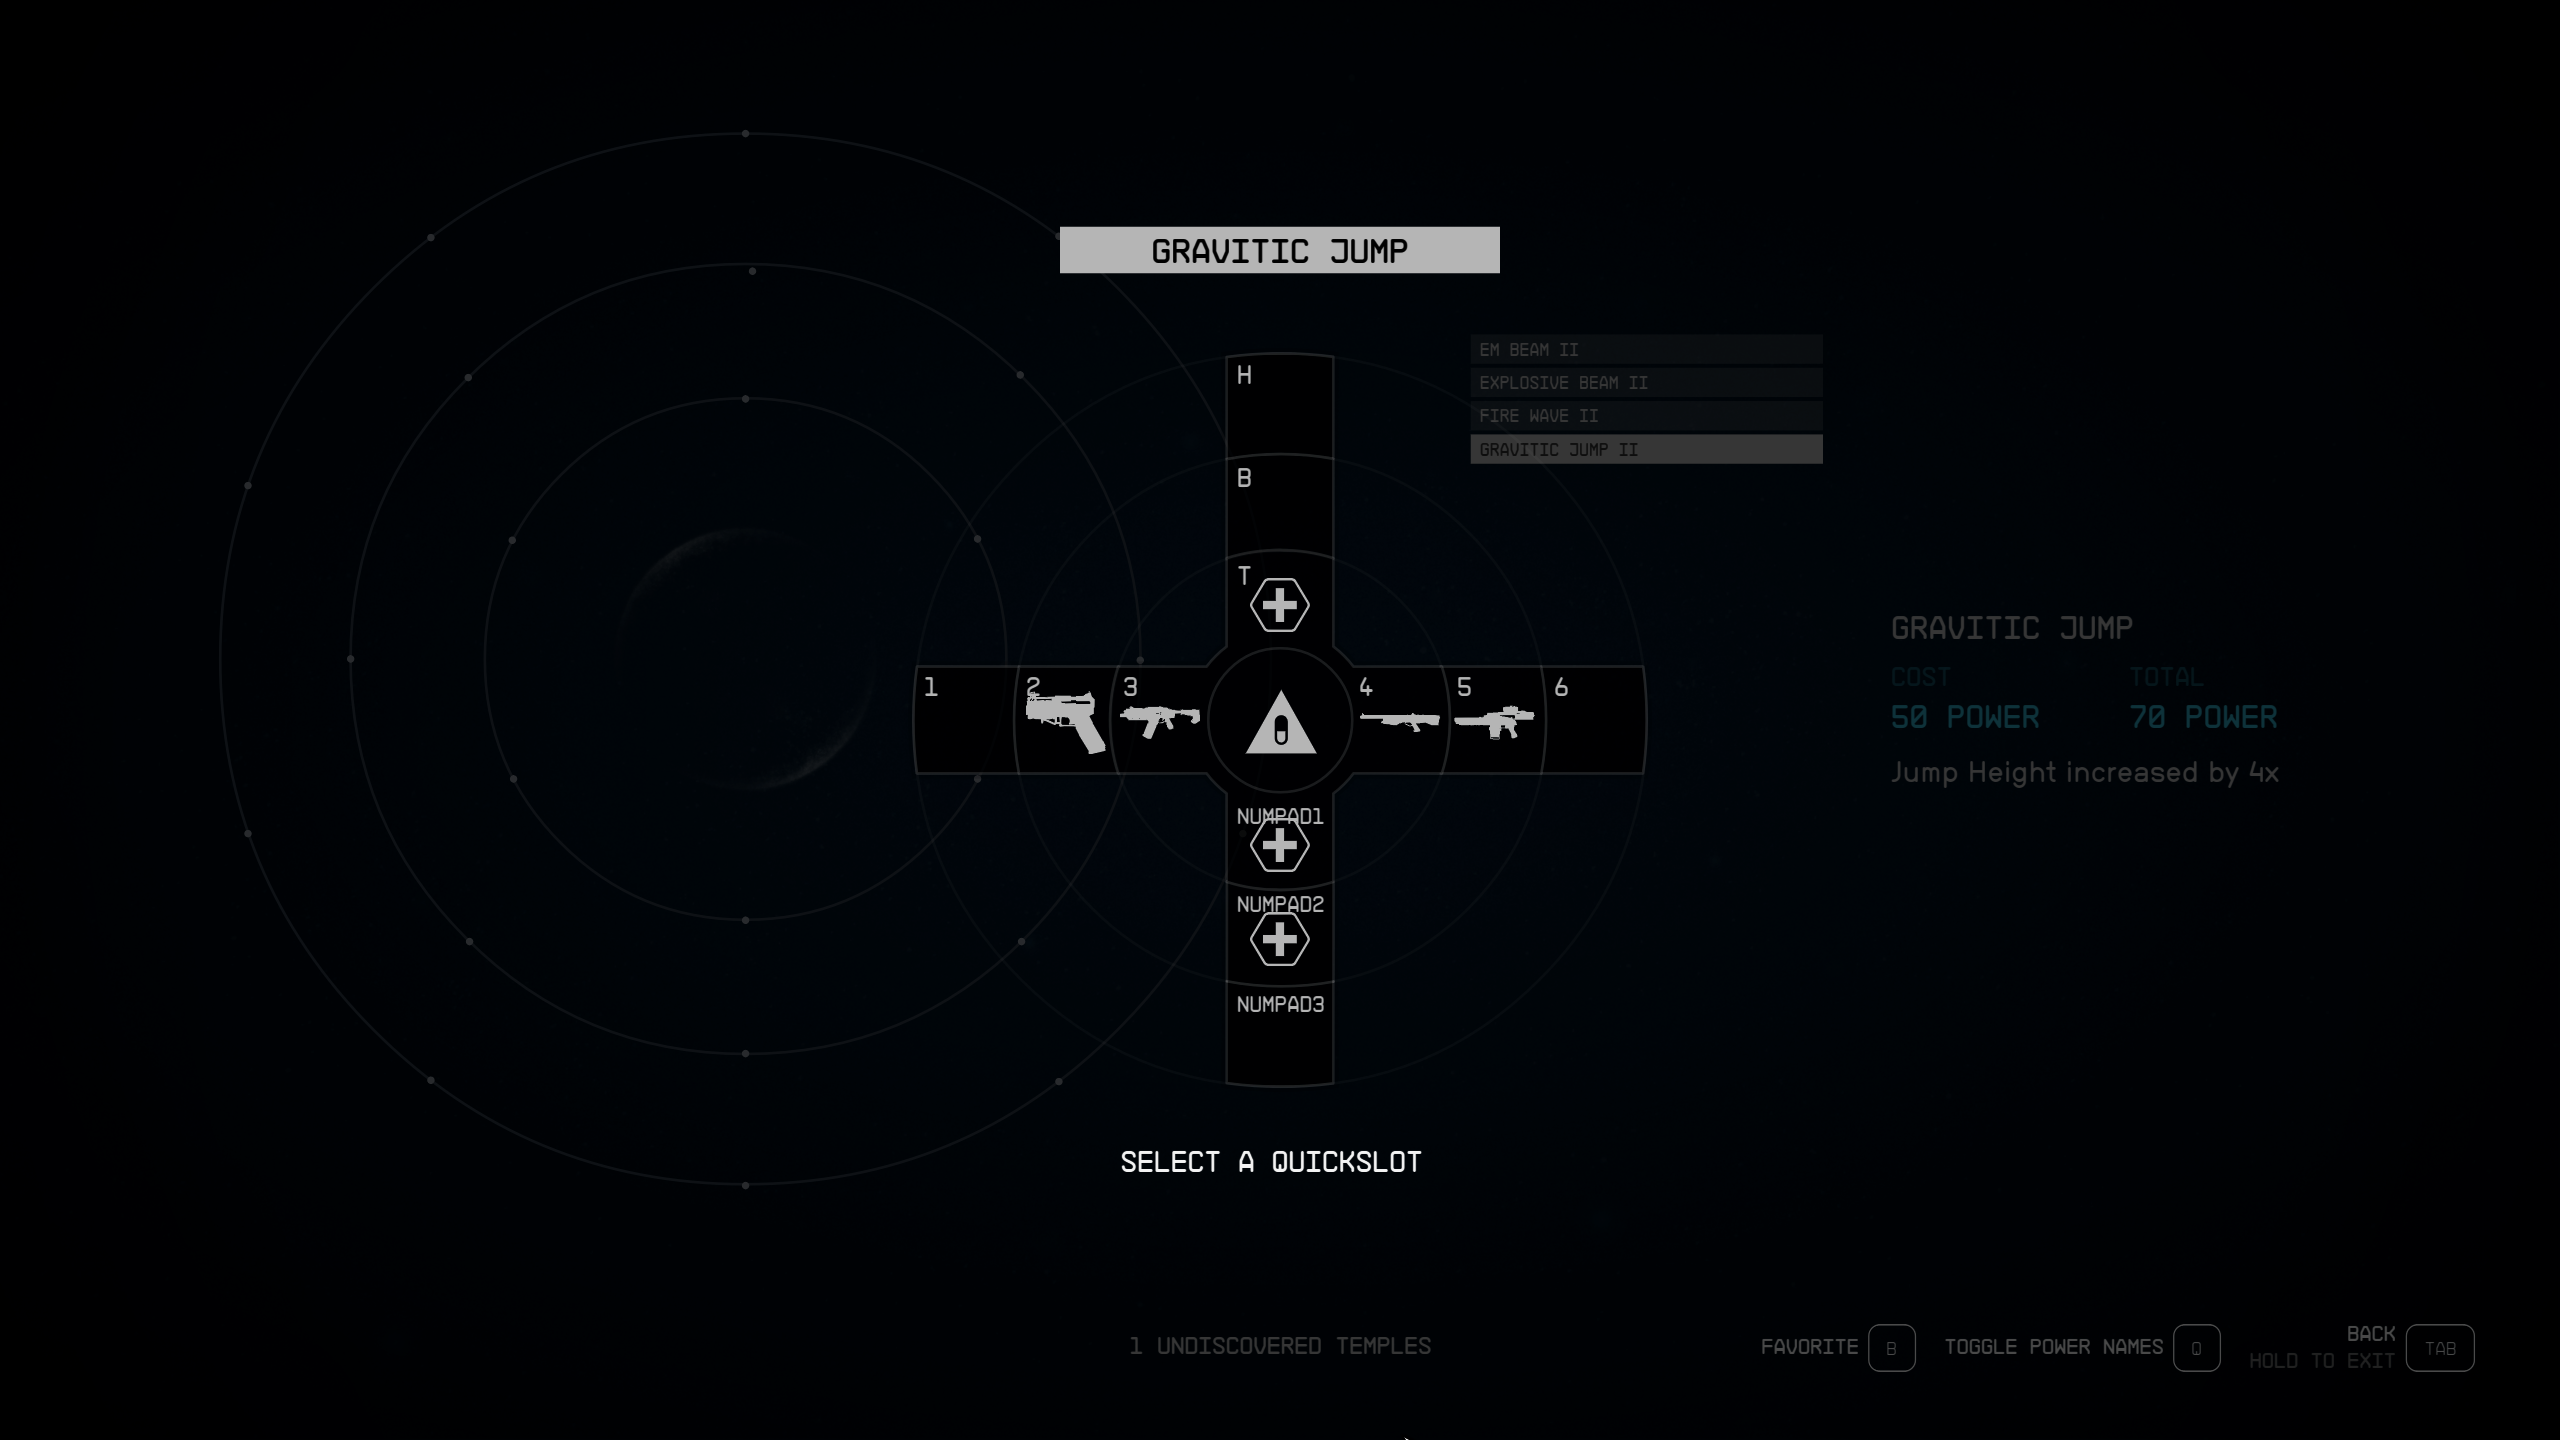 GRAVITIC JUMP
EM BEAM II
EXPLOSIVE BEAM II
FIRE WAVE II
GRAVITIC JUMP II
H
B
T
1
2
3
4
5
6
NUMPAD1
NUMPAD2
NUMPAD3
GRAVITIC JUMP
COST TOTAL
50 POWER 70 POWER
Jump Height increased by 4x
SELECT A QUICKSLOT
1 UNDISCOVERED TEMPLES
FAVORITE B
TOGGLE POWER NAMES Q
BACK
HOLD TO EXIT
TAB